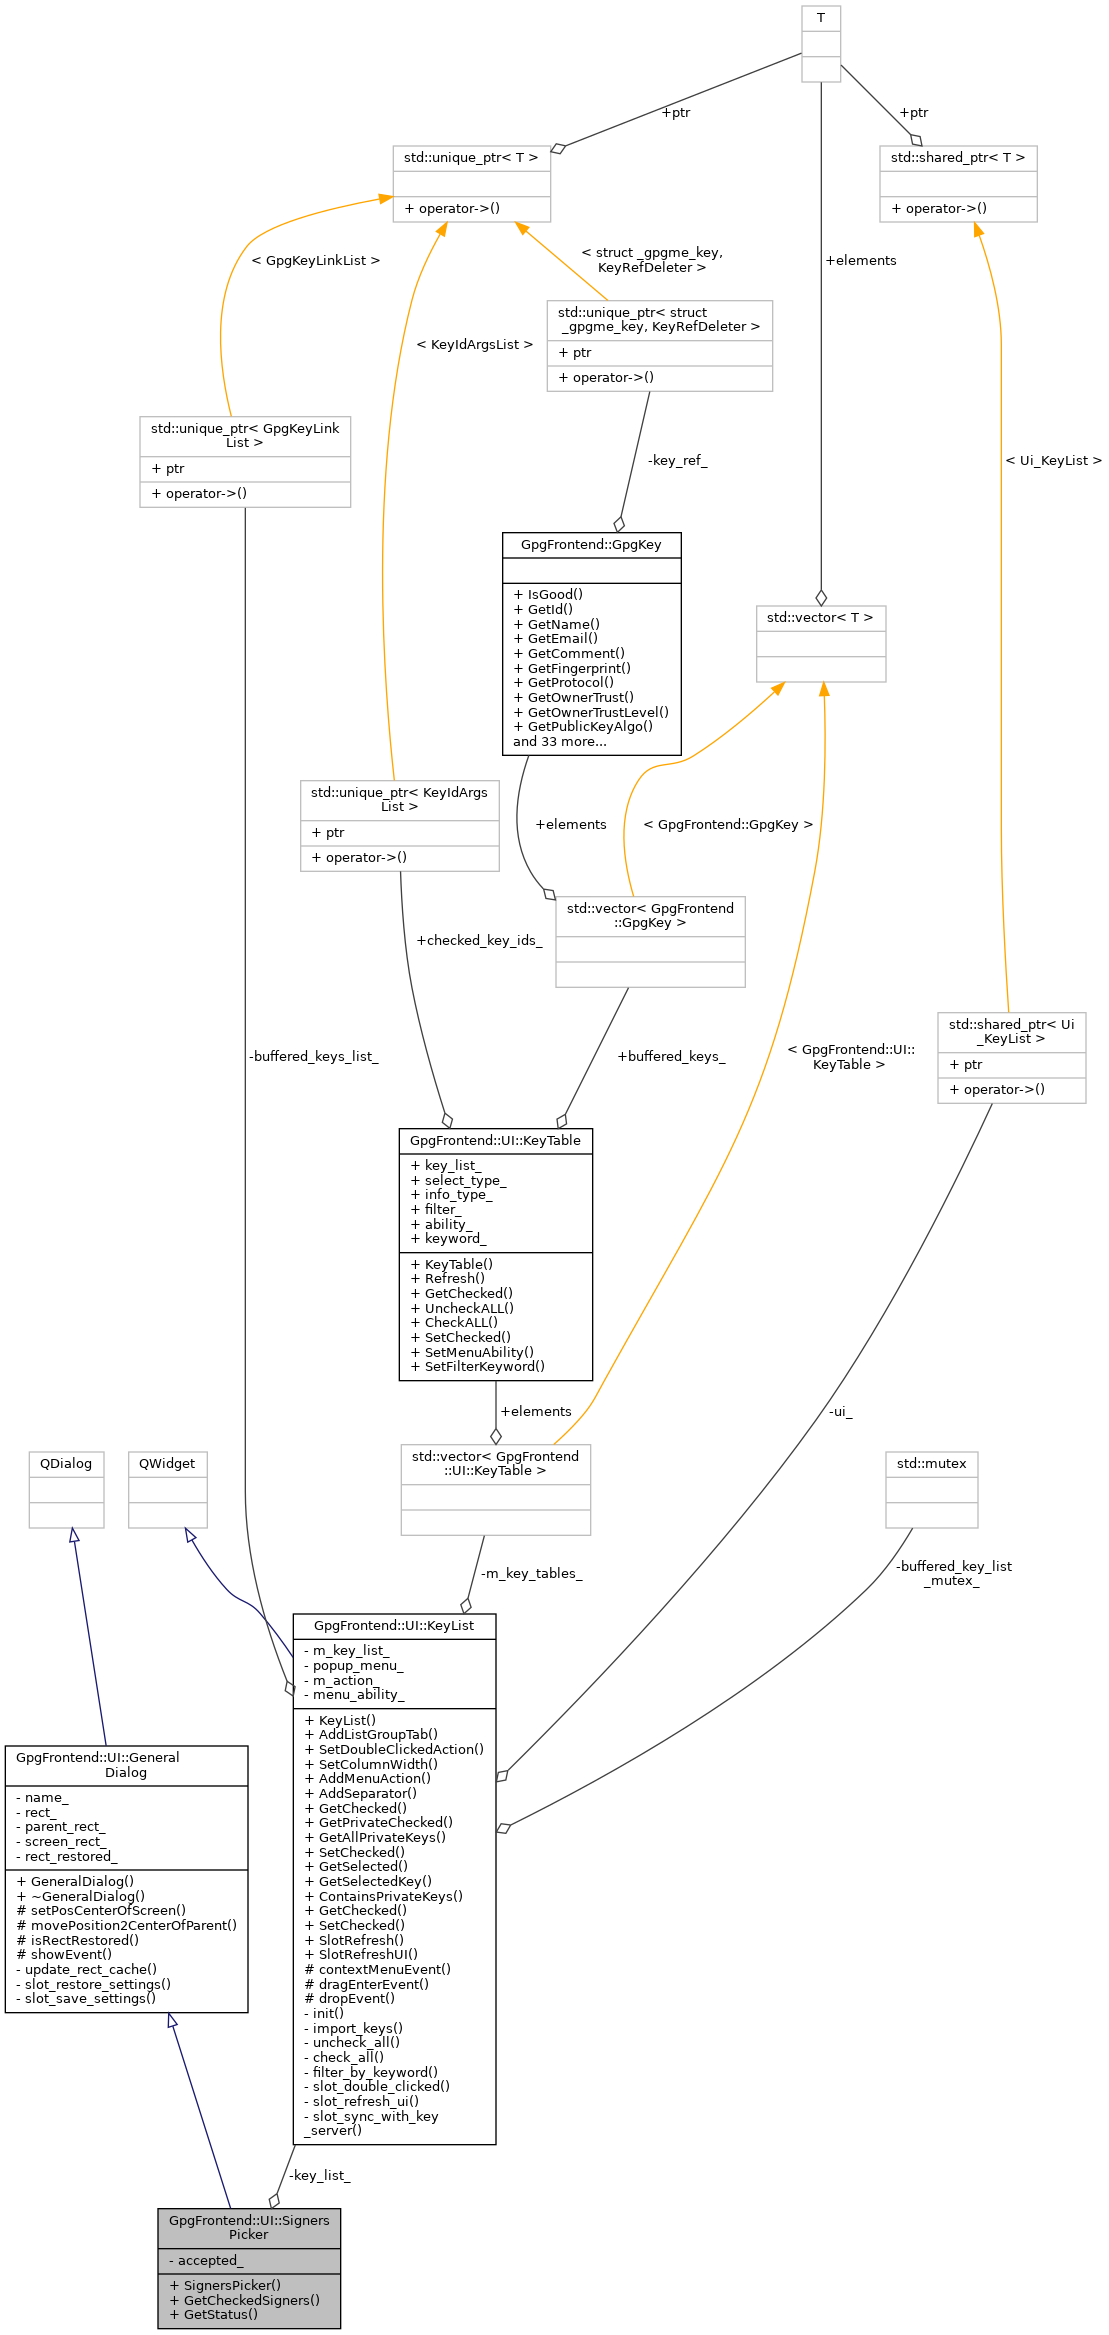 T
+ptr
+ptr
std::unique_ptr< T >
+ operator->()
std::shared_ptr< T >
+ operator->()
< GpgKeyLinkList >
< struct _gpgme_key,
KeyRefDeleter >
+elements
std::unique_ptr< struct
_gpgme_key, KeyRefDeleter >
+ ptr
+ operator->()
< KeyIdArgsList >
std::unique_ptr< GpgKeyLink
List >
+ ptr
+ operator->()
-key_ref_
< Ui_KeyList >
GpgFrontend::GpgKey
+ IsGood()
+ GetId()
+ GetName()
+ GetEmail()
+ GetComment()
+ GetFingerprint()
+ GetProtocol()
+ GetOwnerTrust()
+ GetOwnerTrustLevel()
+ GetPublicKeyAlgo()
and 33 more...
std::vector< T >
std::unique_ptr< KeyIdArgs
List >
+ ptr
+ operator->()
+elements
< GpgFrontend::GpgKey >
std::vector< GpgFrontend
::GpgKey >
+checked_key_ids_
-buffered_keys_list_
+buffered_keys_
< GpgFrontend::UI::
KeyTable >
std::shared_ptr< Ui
_KeyList >
+ ptr
+ operator->()
GpgFrontend::UI::KeyTable
+ key_list_
+ select_type_
+ info_type_
+ filter_
+ ability_
+ keyword_
+ KeyTable()
+ Refresh()
+ GetChecked()
+ UncheckALL()
+ CheckALL()
+ SetChecked()
+ SetMenuAbility()
+ SetFilterKeyword()
+elements
-ui_
QDialog
QWidget
std::vector< GpgFrontend
::UI::KeyTable >
std::mutex
-m_key_tables_
-buffered_key_list
_mutex_
GpgFrontend::UI::KeyList
- m_key_list_
- popup_menu_
- m_action_
- menu_ability_
+ KeyList()
+ AddListGroupTab()
+ SetDoubleClickedAction()
+ SetColumnWidth()
+ AddMenuAction()
+ AddSeparator()
+ GetChecked()
+ GetPrivateChecked()
+ GetAllPrivateKeys()
+ SetChecked()
+ GetSelected()
+ GetSelectedKey()
+ ContainsPrivateKeys()
+ GetChecked()
+ SetChecked()
+ SlotRefresh()
+ SlotRefreshUI()
# contextMenuEvent()
# dragEnterEvent()
# dropEvent()
- init()
- import_keys()
- uncheck_all()
- check_all()
- filter_by_keyword()
- slot_double_clicked()
- slot_refresh_ui()
- slot_sync_with_key
_server()
GpgFrontend::UI::General
Dialog
- name_
- rect_
- parent_rect_
- screen_rect_
- rect_restored_
+ GeneralDialog()
+ ~GeneralDialog()
# setPosCenterOfScreen()
# movePosition2CenterOfParent()
# isRectRestored()
# showEvent()
- update_rect_cache()
- slot_restore_settings()
- slot_save_settings()
-key_list_
GpgFrontend::UI::Signers
Picker
- accepted_
+ SignersPicker()
+ GetCheckedSigners()
+ GetStatus()